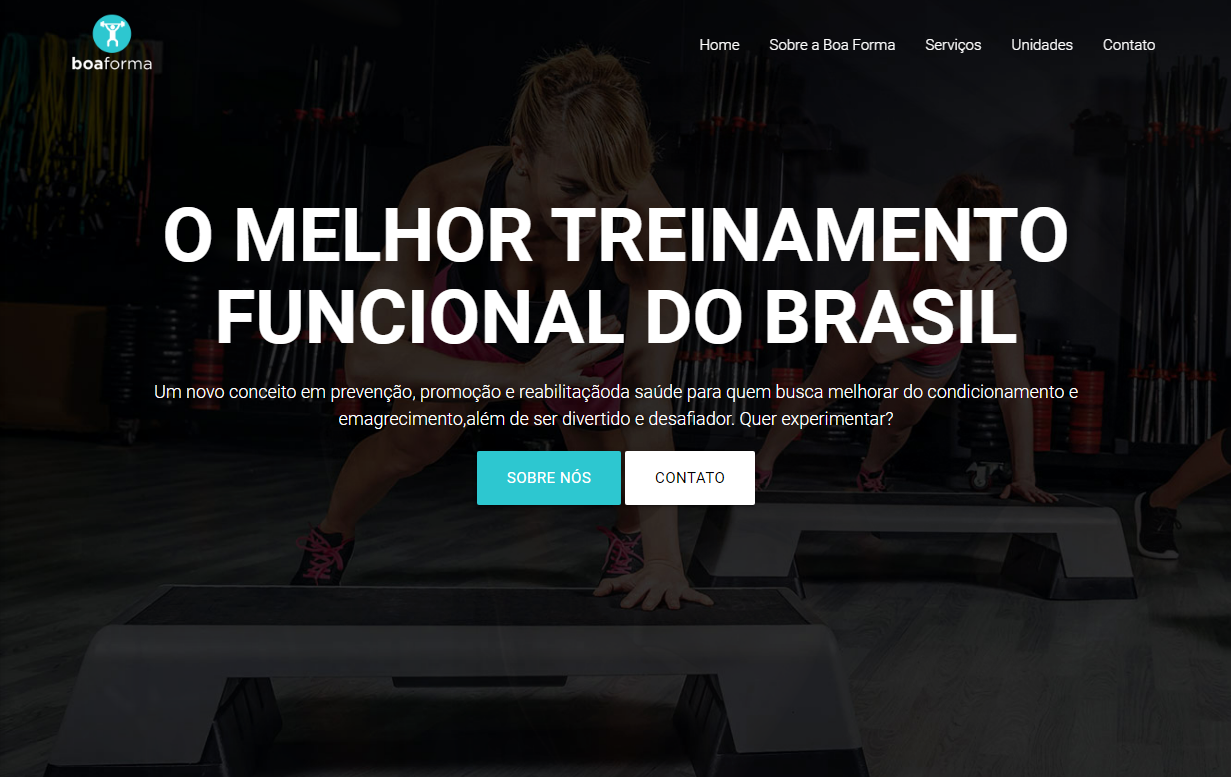 boaforma
Home Sobre a Boa Forma Serviços Unidades Contato
O MELHOR TREINAMENTO
FUNCIONAL DO BRASIL
Um novo conceito em prevenção, promoção e reabilitaçãoda saúde para quem busca melhorar do condicionamento e
emagrecimento,além de ser divertido e desafiador. Quer experimentar?
SOBRE NÓS CONTATO